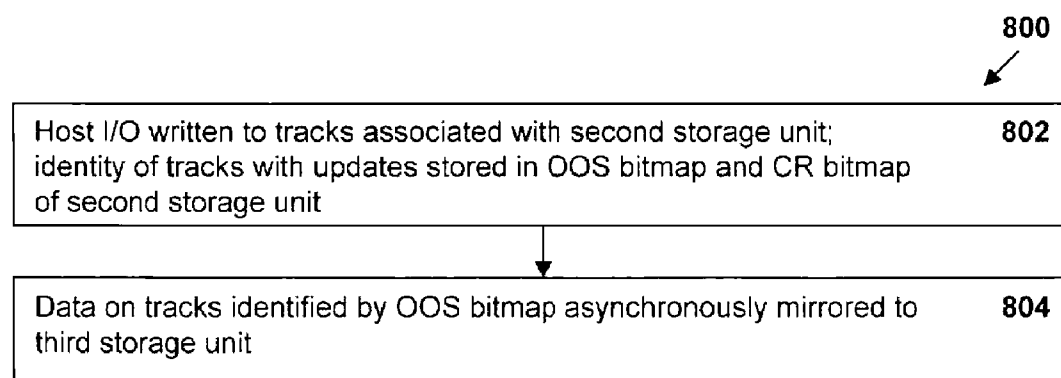 800
Host I/O written to tracks associated with second storage unit; 802
identity of tracks with updates stored in OOS bitmap and CR bitmap
of second storage unit
Data on tracks identified by OOS bitmap asynchronously mirrored to 804
third storage unit